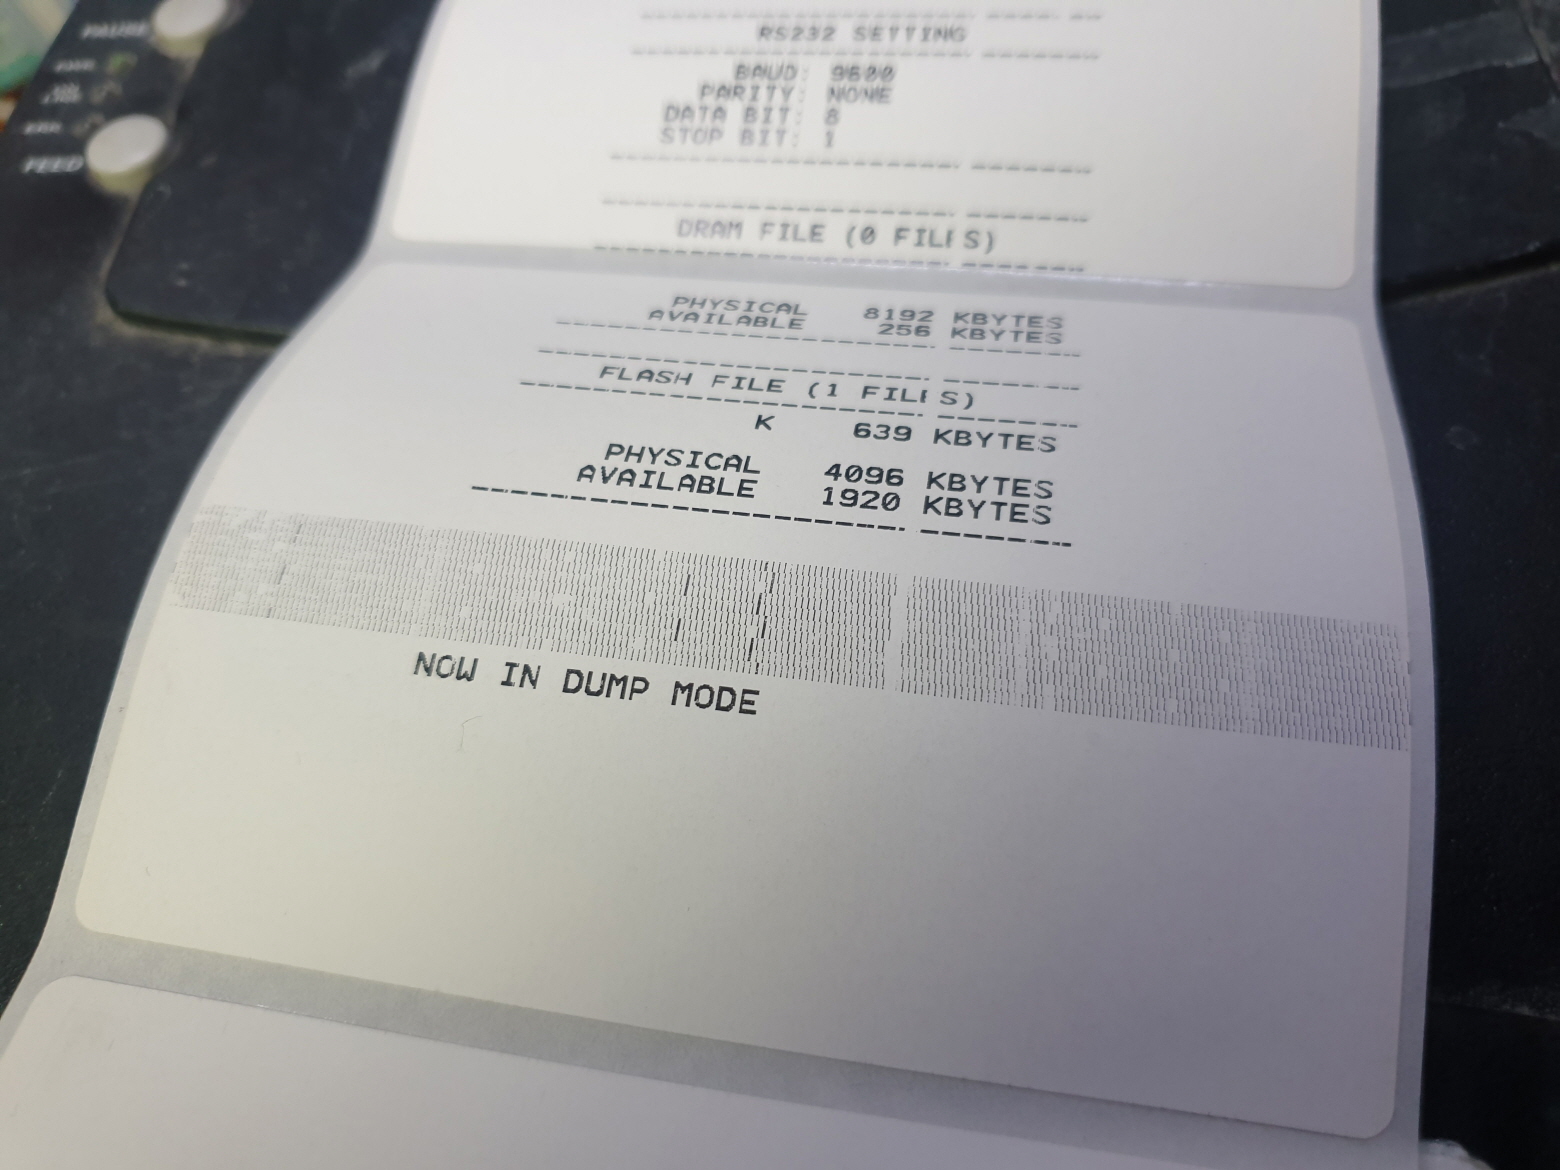 PAUSE
FEED
RS232 SETTING
BAUD: 9600
PARITY: NONE
DATA BIT: 8
STOP BIT: 1
DRAM FILE (0 FILES)
PHYSICAL 8192 KBYTES
AVAILABLE 256 KBYTES
FLASH FILE (1 FILES)
K 639 KBYTES
PHYSICAL 4096 KBYTES
AVAILABLE 1920 KBYTES
NOW IN DUMP MODE